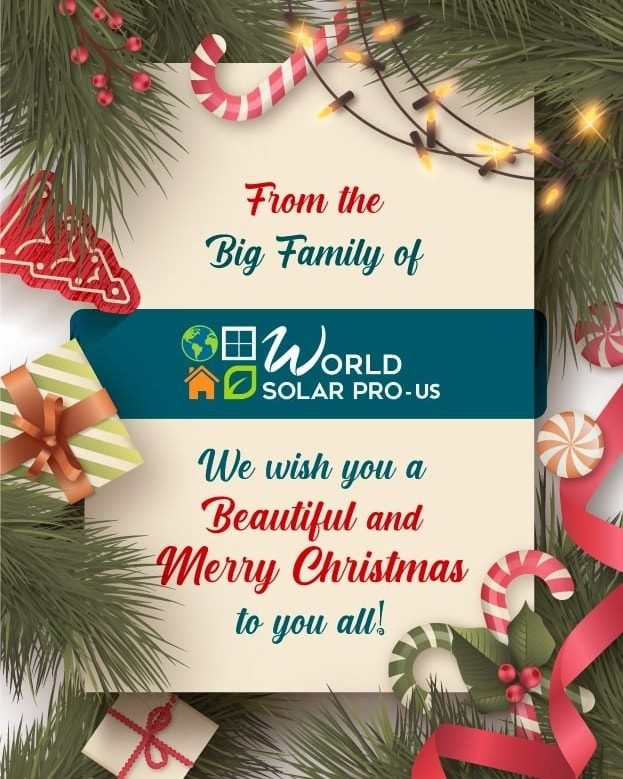 From the
Big Family of
WORLD
SOLAR PRO-US
We wish you a
Beautiful and
Merry Christmas
to you all!